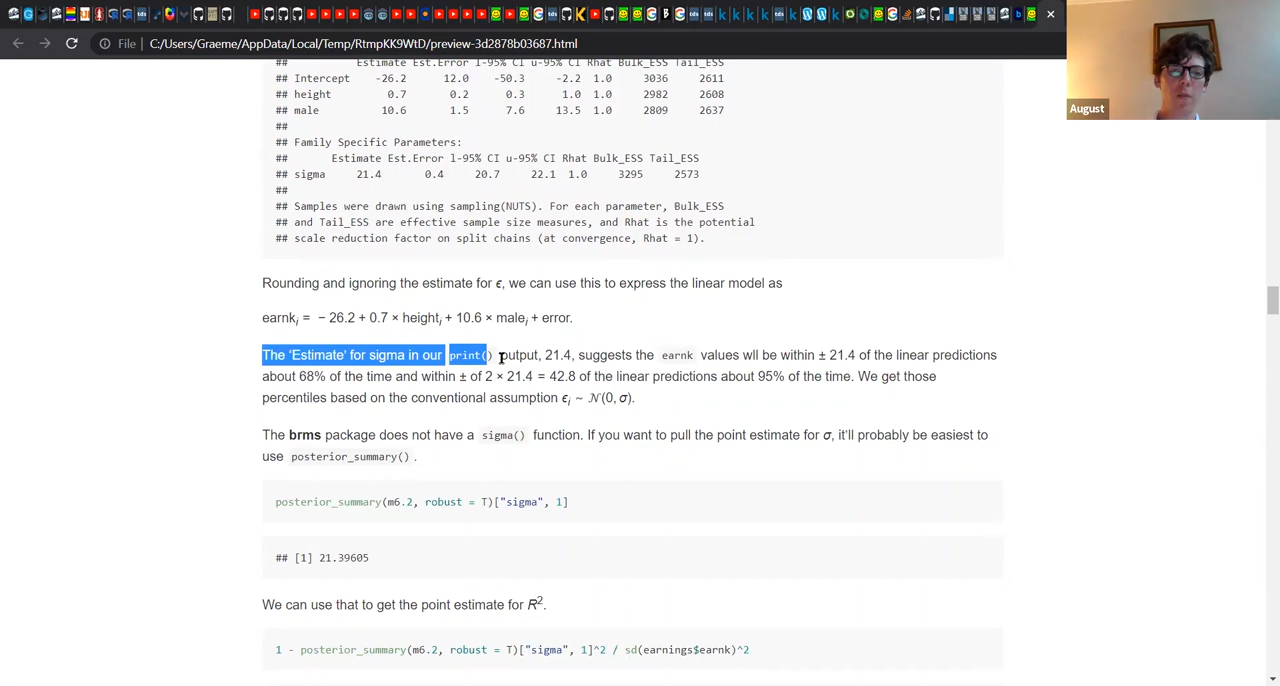 File
C:/Users/Graeme/AppData/Local/Temp/RtmpKK9WtD/preview-3d2878b03687.html
August
## Estimate Est.Error l-95% CI u-95% CI Rhat Bulk_ESS Tail_ESS
## Intercept -26.2 12.0 -50.3 -2.2 1.0 3036 2611
## height 0.7 0.2 0.3 1.0 1.0 2982 2608
## male 10.6 1.5 7.6 13.5 1.0 2809 2637
##
## Family Specific Parameters:
## Estimate Est.Error l-95% CI u-95% CI Rhat Bulk_ESS Tail_ESS
## sigma 21.4 0.4 20.7 22.1 1.0 3295 2573
##
## Samples were drawn using sampling(NUTS). For each parameter, Bulk_ESS
## and Tail_ESS are effective sample size measures, and Rhat is the potential
## scale reduction factor on split chains (at convergence, Rhat = 1).
Rounding and ignoring the estimate for ϵ, we can use this to express the linear model as
earnkᵢ = − 26.2 + 0.7 × heightᵢ + 10.6 × maleᵢ + error.
The ‘Estimate’ for sigma in our print() output, 21.4, suggests the earnk values wll be within ± 21.4 of the linear predictions
about 68% of the time and within ± of 2 × 21.4 = 42.8 of the linear predictions about 95% of the time. We get those
percentiles based on the conventional assumption ϵᵢ ∼ 𝒩(0, σ).
The brms package does not have a sigma() function. If you want to pull the point estimate for σ, it’ll probably be easiest to
use posterior_summary() .
posterior_summary(m6.2, robust = T)["sigma", 1]
## [1] 21.39605
We can use that to get the point estimate for R².
1 - posterior_summary(m6.2, robust = T)["sigma", 1]^2 / sd(earnings$earnk)^2